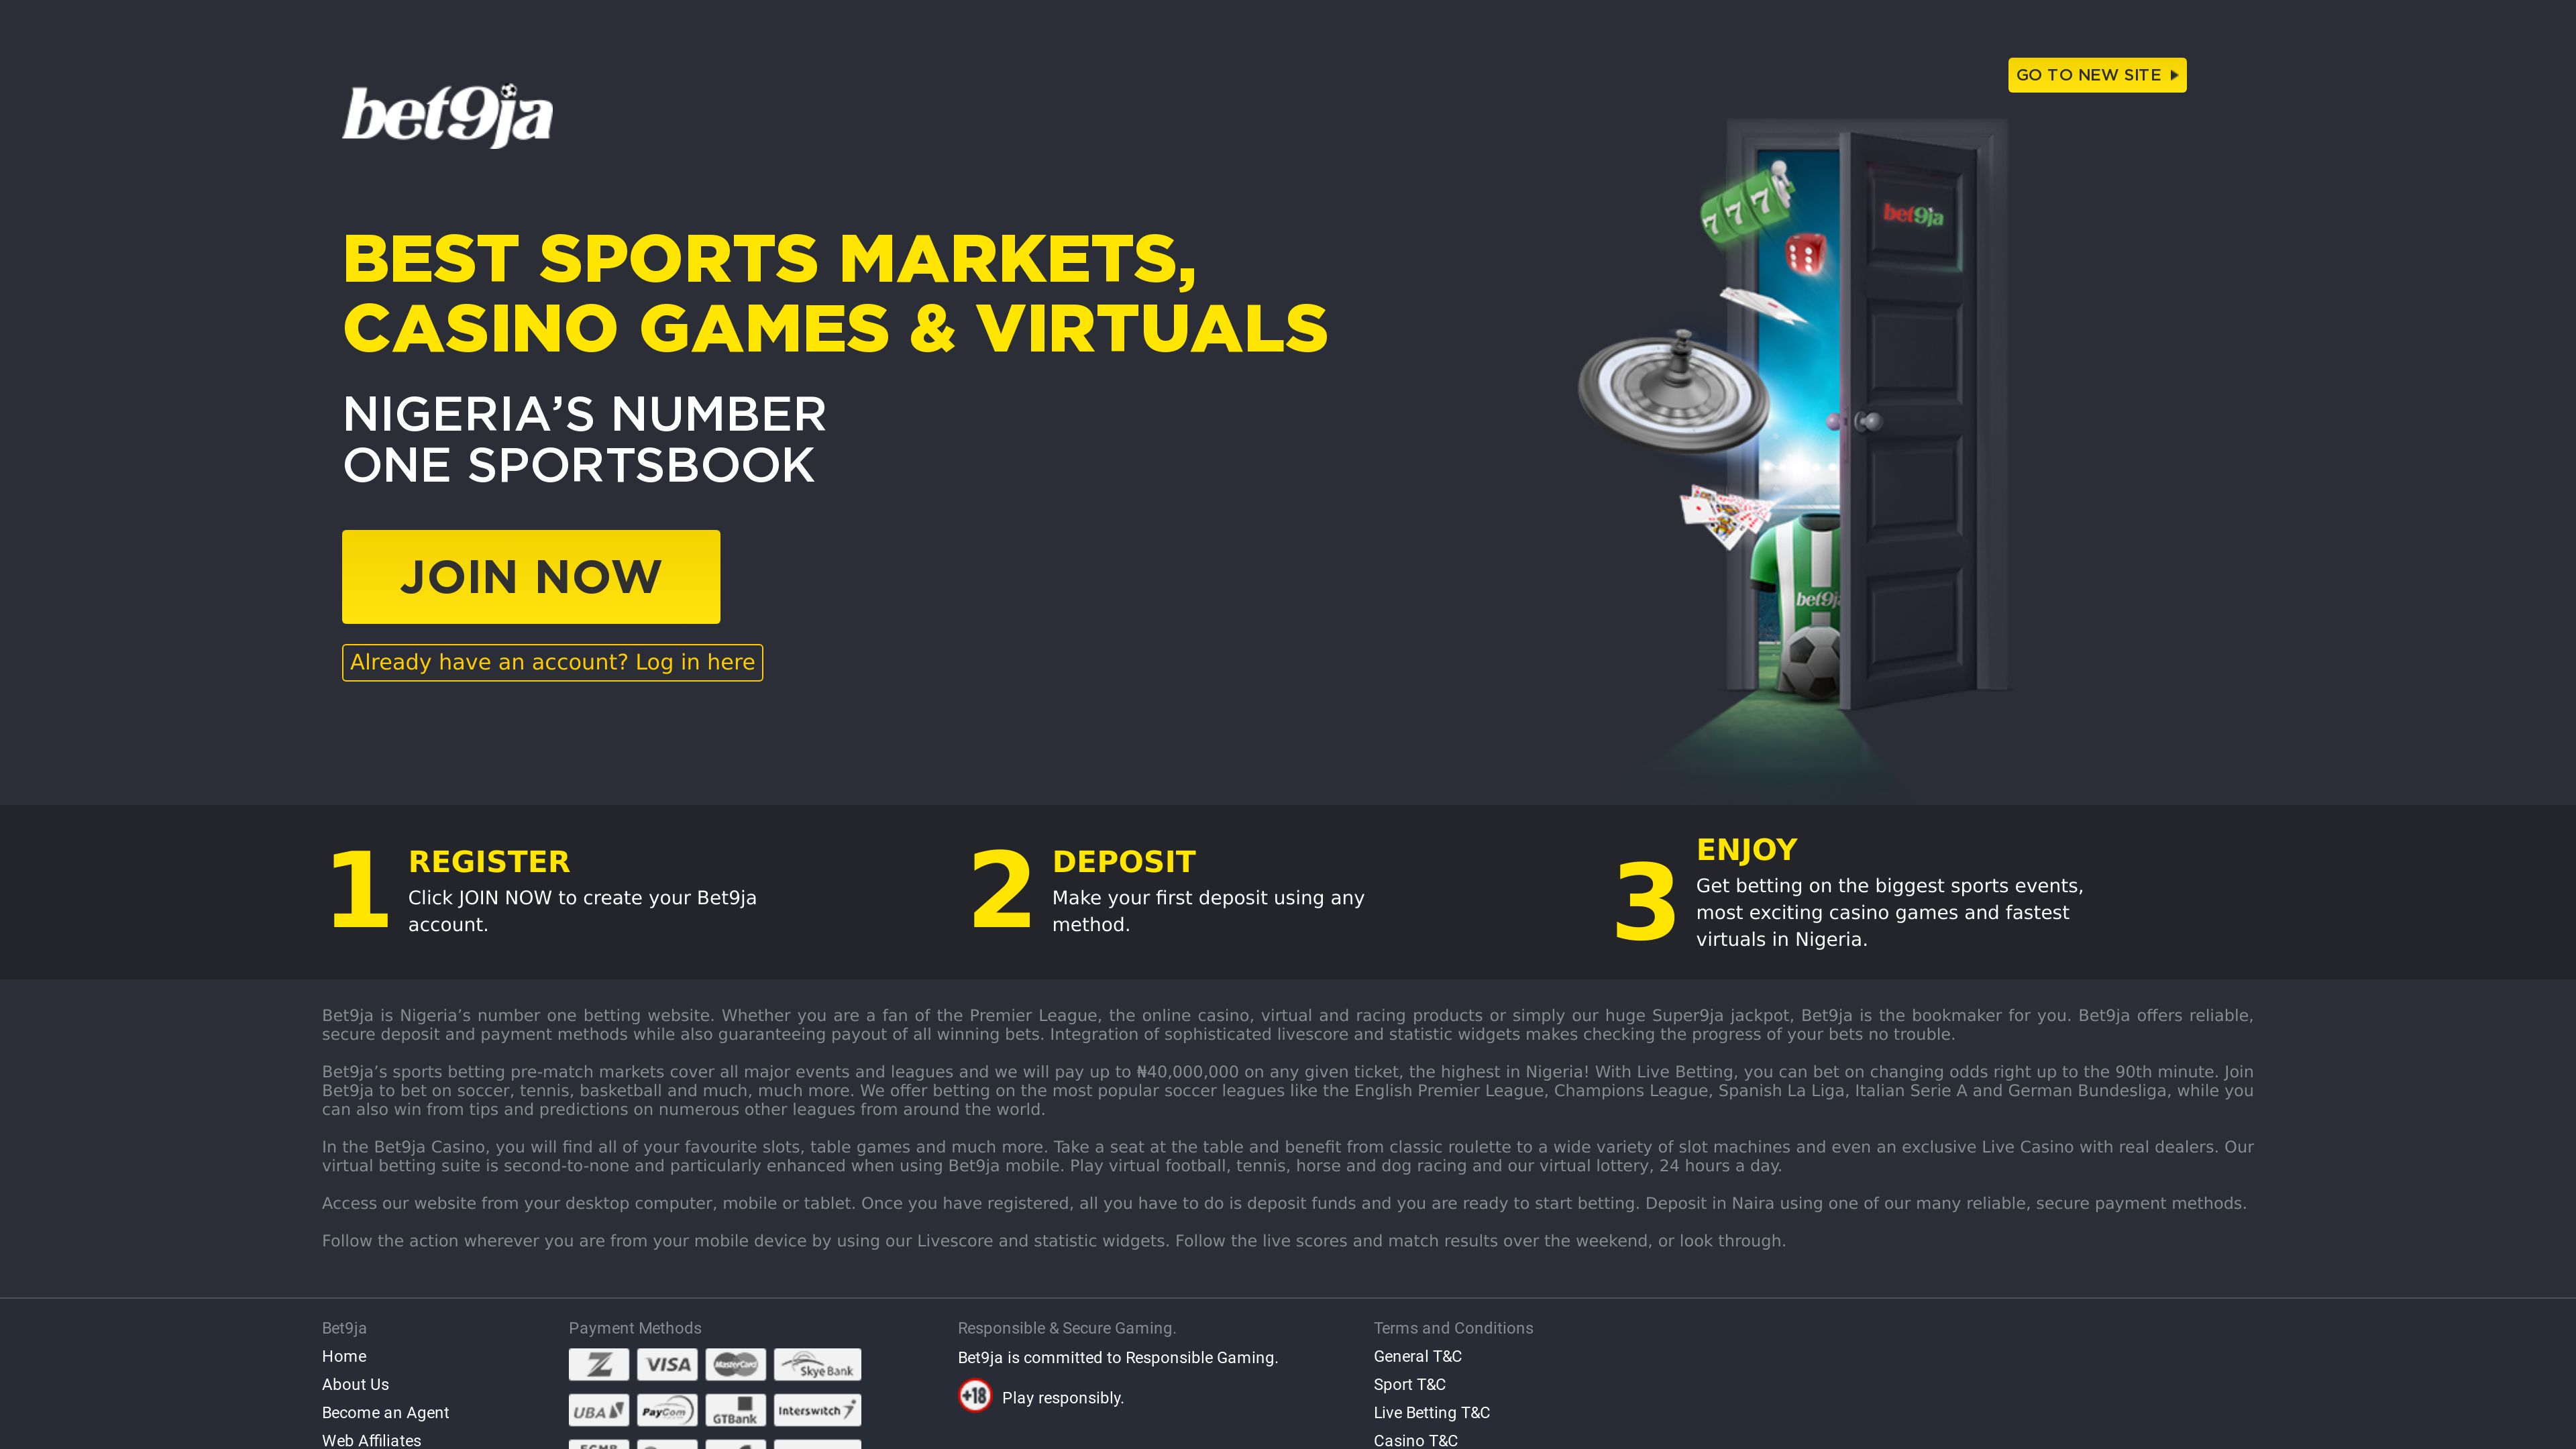 bet9ja
GO TO NEW SITE
BEST SPORTS MARKETS,
CASINO GAMES & VIRTUALS
NIGERIA’S NUMBER
ONE SPORTSBOOK
JOIN NOW
Already have an account? Log in here
7 7 7
bet9ja
bet9ja
1
REGISTER
Click JOIN NOW to create your Bet9ja
account.
2
DEPOSIT
Make your first deposit using any
method.
3
ENJOY
Get betting on the biggest sports events,
most exciting casino games and fastest
virtuals in Nigeria.
Bet9ja is Nigeria’s number one betting website. Whether you are a fan of the Premier League, the online casino, virtual and racing products or simply our huge Super9ja jackpot, Bet9ja is the bookmaker for you. Bet9ja offers reliable,
secure deposit and payment methods while also guaranteeing payout of all winning bets. Integration of sophisticated livescore and statistic widgets makes checking the progress of your bets no trouble.
Bet9ja’s sports betting pre-match markets cover all major events and leagues and we will pay up to ₦40,000,000 on any given ticket, the highest in Nigeria! With Live Betting, you can bet on changing odds right up to the 90th minute. Join
Bet9ja to bet on soccer, tennis, basketball and much, much more. We offer betting on the most popular soccer leagues like the English Premier League, Champions League, Spanish La Liga, Italian Serie A and German Bundesliga, while you
can also win from tips and predictions on numerous other leagues from around the world.
In the Bet9ja Casino, you will find all of your favourite slots, table games and much more. Take a seat at the table and benefit from classic roulette to a wide variety of slot machines and even an exclusive Live Casino with real dealers. Our
virtual betting suite is second-to-none and particularly enhanced when using Bet9ja mobile. Play virtual football, tennis, horse and dog racing and our virtual lottery, 24 hours a day.
Access our website from your desktop computer, mobile or tablet. Once you have registered, all you have to do is deposit funds and you are ready to start betting. Deposit in Naira using one of our many reliable, secure payment methods.
Follow the action wherever you are from your mobile device by using our Livescore and statistic widgets. Follow the live scores and match results over the weekend, or look through.
Bet9ja
Home
About Us
Become an Agent
Web Affiliates
Payment Methods
Z VISA MasterCard Skye Bank
UBA PayCom GTBank Interswitch
Responsible & Secure Gaming.
Bet9ja is committed to Responsible Gaming.
+18 Play responsibly.
Terms and Conditions
General T&C
Sport T&C
Live Betting T&C
Casino T&C